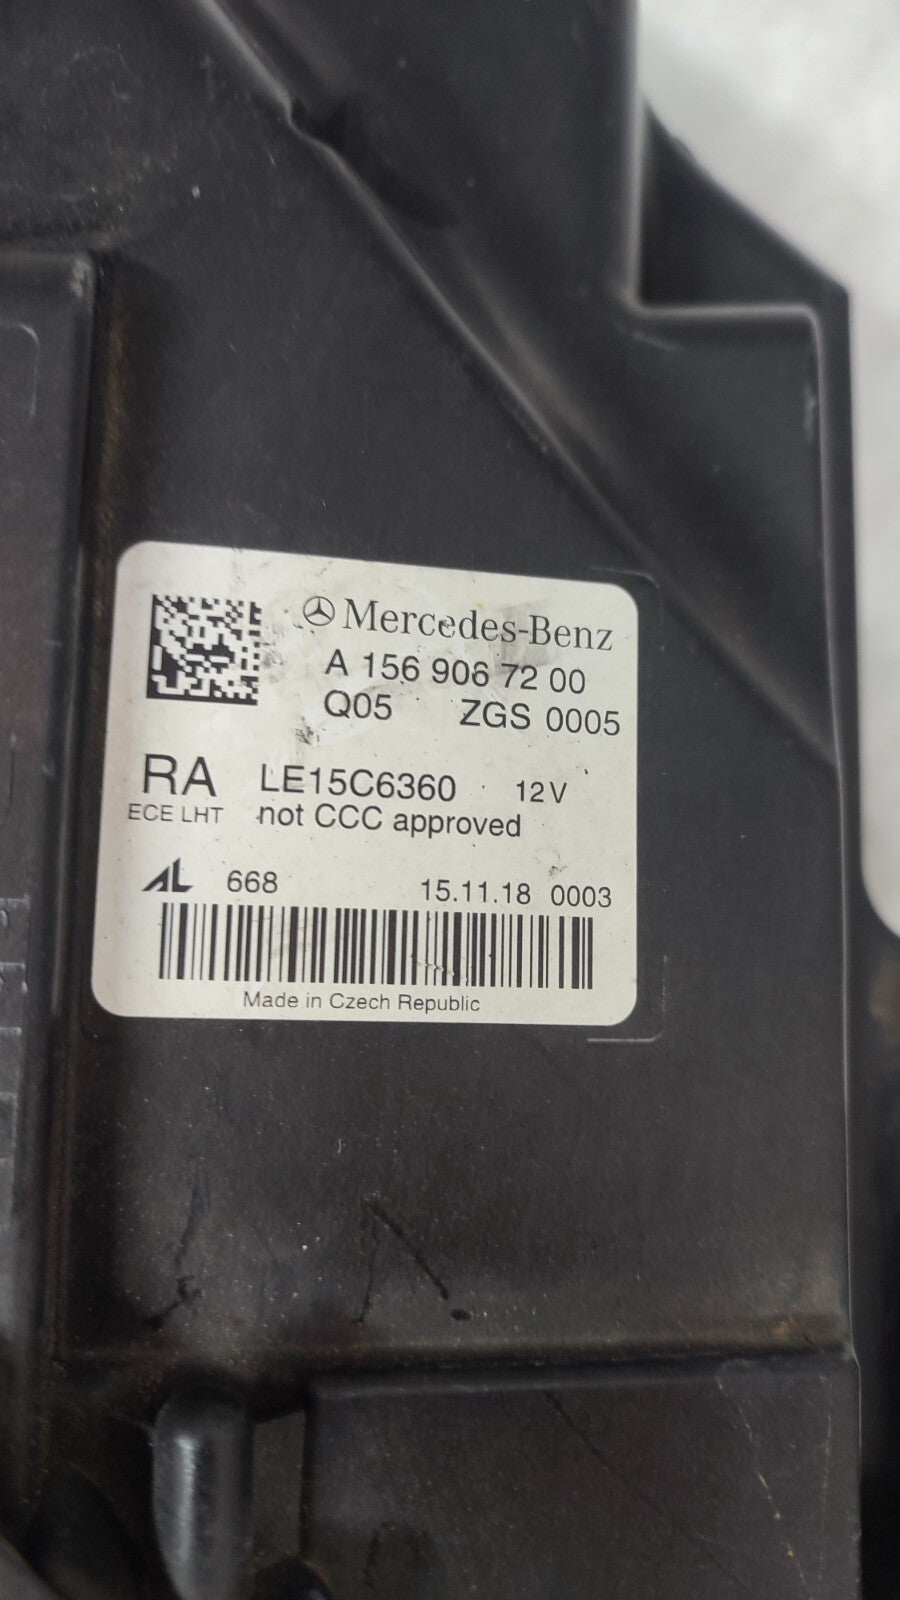 Mercedes-Benz
A 156 906 72 00
Q05 ZGS 0005
RA LE15C6360 12V
ECE LHT not CCC approved
AL 668 15.11.18 0003
Made in Czech Republic